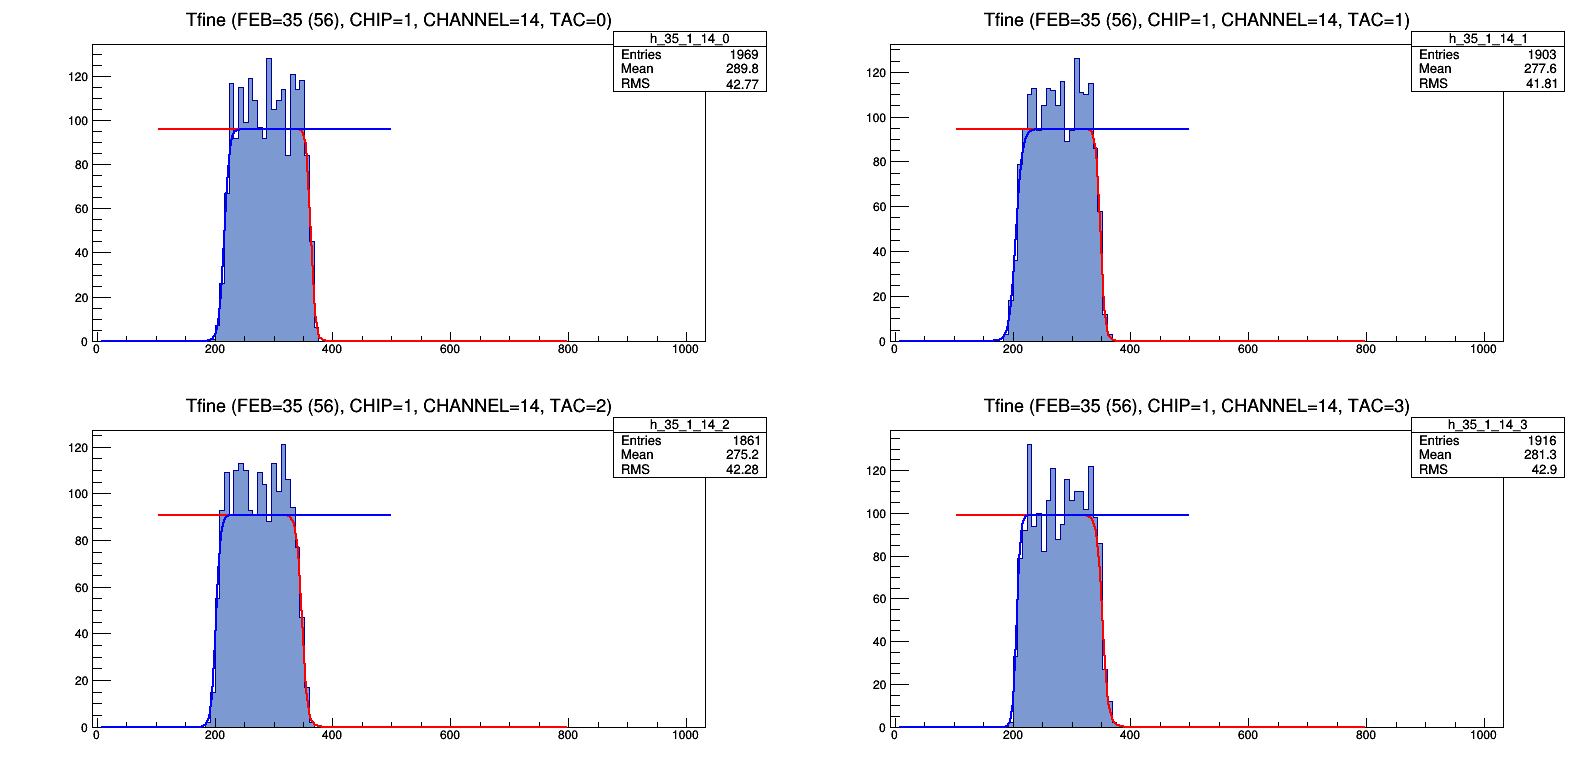 Tfine (FEB=35 (56), CHIP=1, CHANNEL=14, TAC=0)
h_35_1_14_0
Entries 1969
Mean 289.8
RMS 42.77
120
100
80
60
40
20
0
0 200 400 600 800 1000
Tfine (FEB=35 (56), CHIP=1, CHANNEL=14, TAC=1)
h_35_1_14_1
Entries 1903
Mean 277.6
RMS 41.81
120
100
80
60
40
20
0
0 200 400 600 800 1000
Tfine (FEB=35 (56), CHIP=1, CHANNEL=14, TAC=2)
h_35_1_14_2
Entries 1861
Mean 275.2
RMS 42.28
120
100
80
60
40
20
0
0 200 400 600 800 1000
Tfine (FEB=35 (56), CHIP=1, CHANNEL=14, TAC=3)
h_35_1_14_3
Entries 1916
Mean 281.3
RMS 42.9
120
100
80
60
40
20
0
0 200 400 600 800 1000